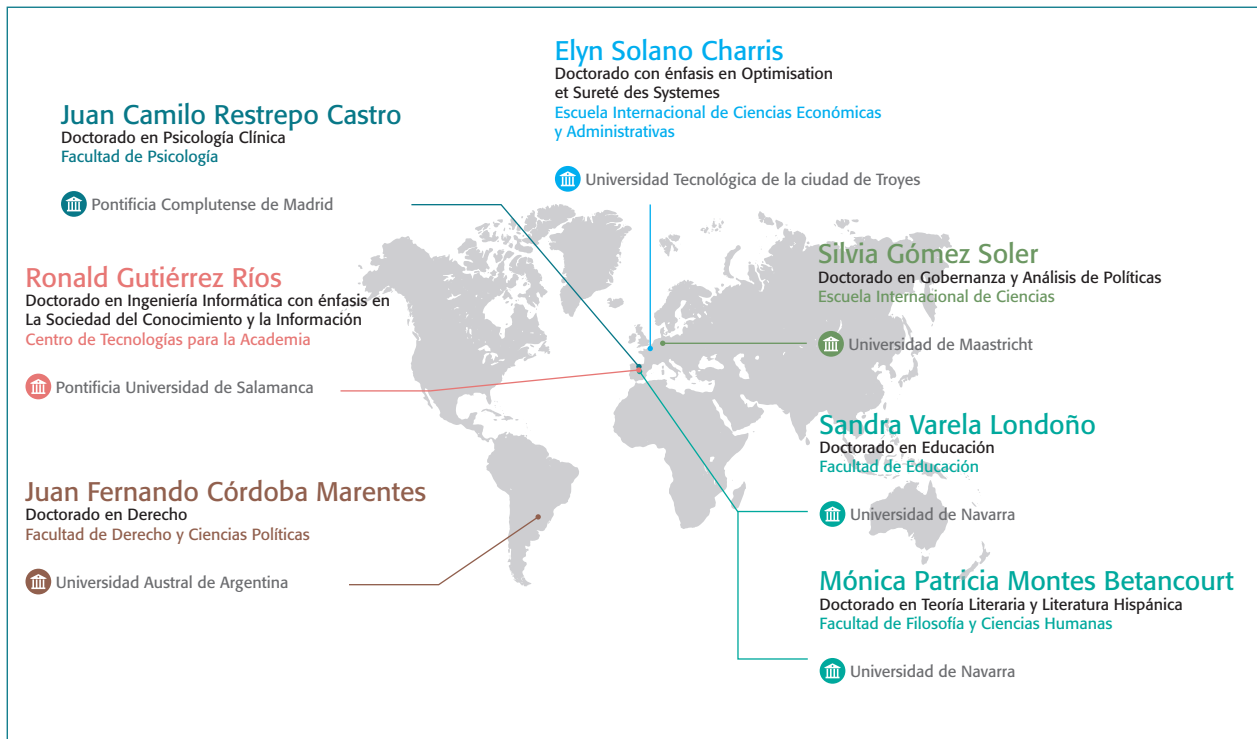 Elyn Solano Charris
Doctorado con énfasis en Optimisation
et Sureté des Systemes
Escuela Internacional de Ciencias Económicas
y Administrativas
Universidad Tecnológica de la ciudad de Troyes
Juan Camilo Restrepo Castro
Doctorado en Psicología Clínica
Facultad de Psicología
Pontificia Complutense de Madrid
Silvia Gómez Soler
Doctorado en Gobernanza y Análisis de Políticas
Escuela Internacional de Ciencias
Universidad de Maastricht
Ronald Gutiérrez Ríos
Doctorado en Ingeniería Informática con énfasis en
La Sociedad del Conocimiento y la Información
Centro de Tecnologías para la Academia
Pontificia Universidad de Salamanca
Sandra Varela Londoño
Doctorado en Educación
Facultad de Educación
Universidad de Navarra
Juan Fernando Córdoba Marentes
Doctorado en Derecho
Facultad de Derecho y Ciencias Políticas
Universidad Austral de Argentina
Mónica Patricia Montes Betancourt
Doctorado en Teoría Literaria y Literatura Hispánica
Facultad de Filosofía y Ciencias Humanas
Universidad de Navarra